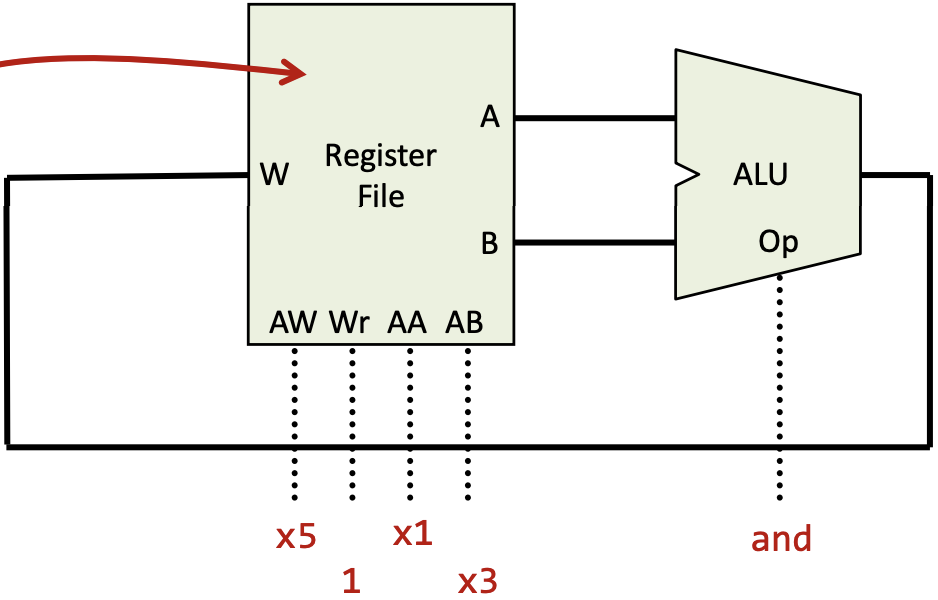 A
Register
File
W
ALU
B
Op
AW Wr AA AB
x5
x1
and
1
x3